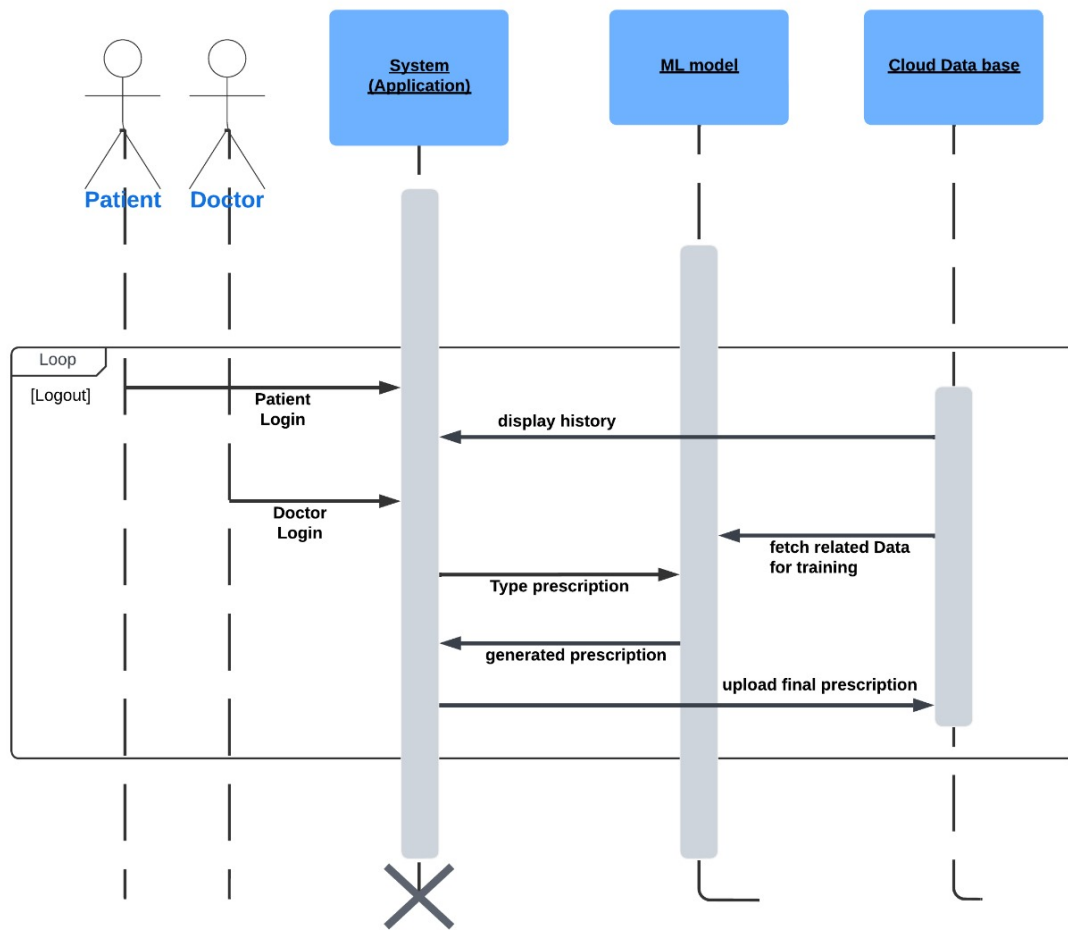 System
(Application)
ML model
Cloud Data base
Patient
Doctor
Loop
[Logout]
Patient
Login
display history
Doctor
Login
fetch related Data
for training
Type prescription
generated prescription
upload final prescription